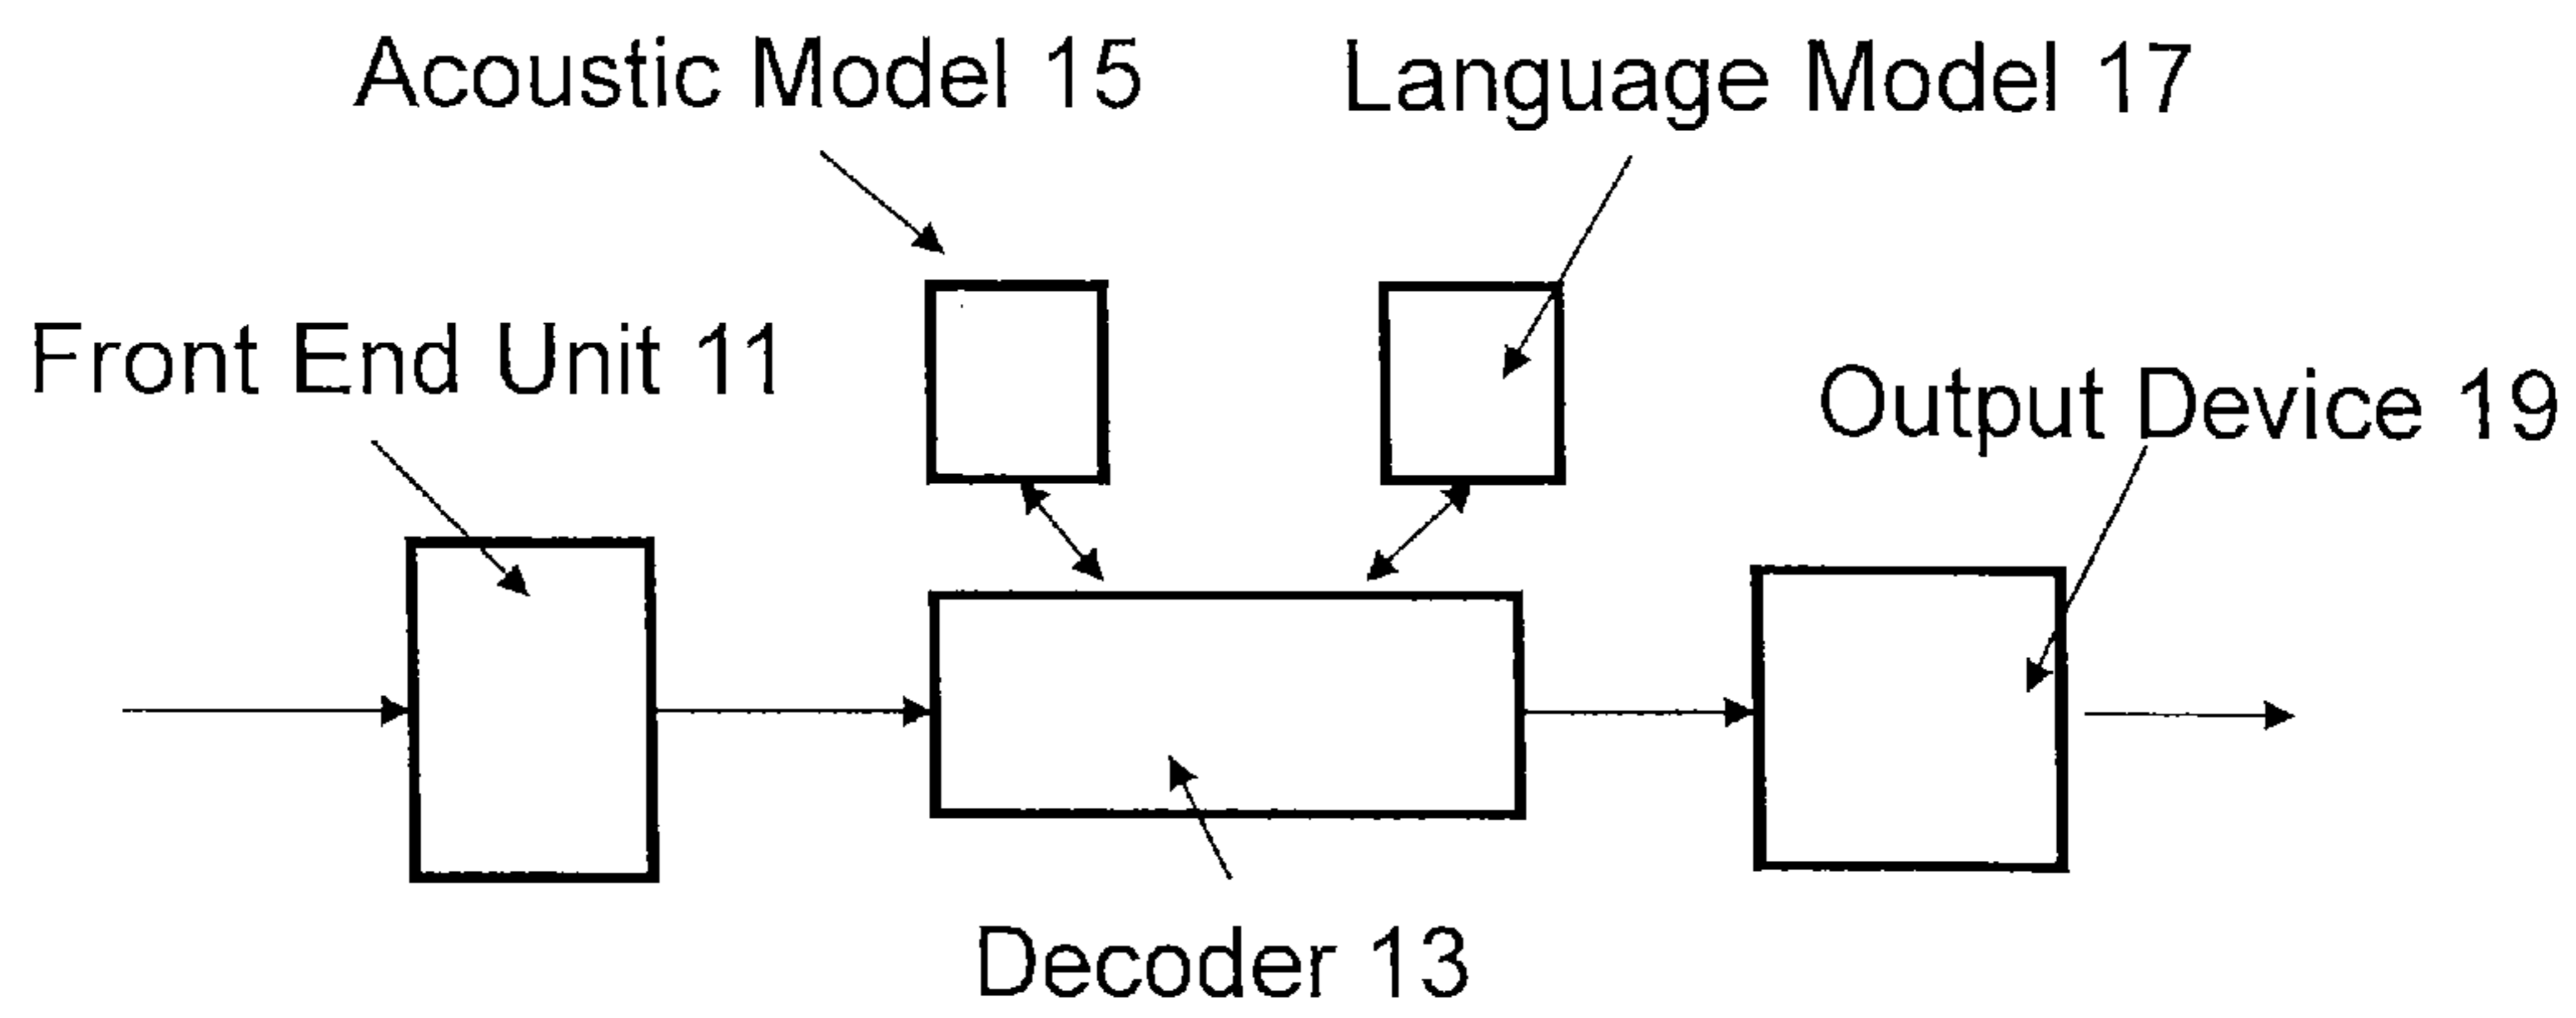 Acoustic Model 15
Language Model 17
Front End Unit 11
Output Device 19
Decoder 13